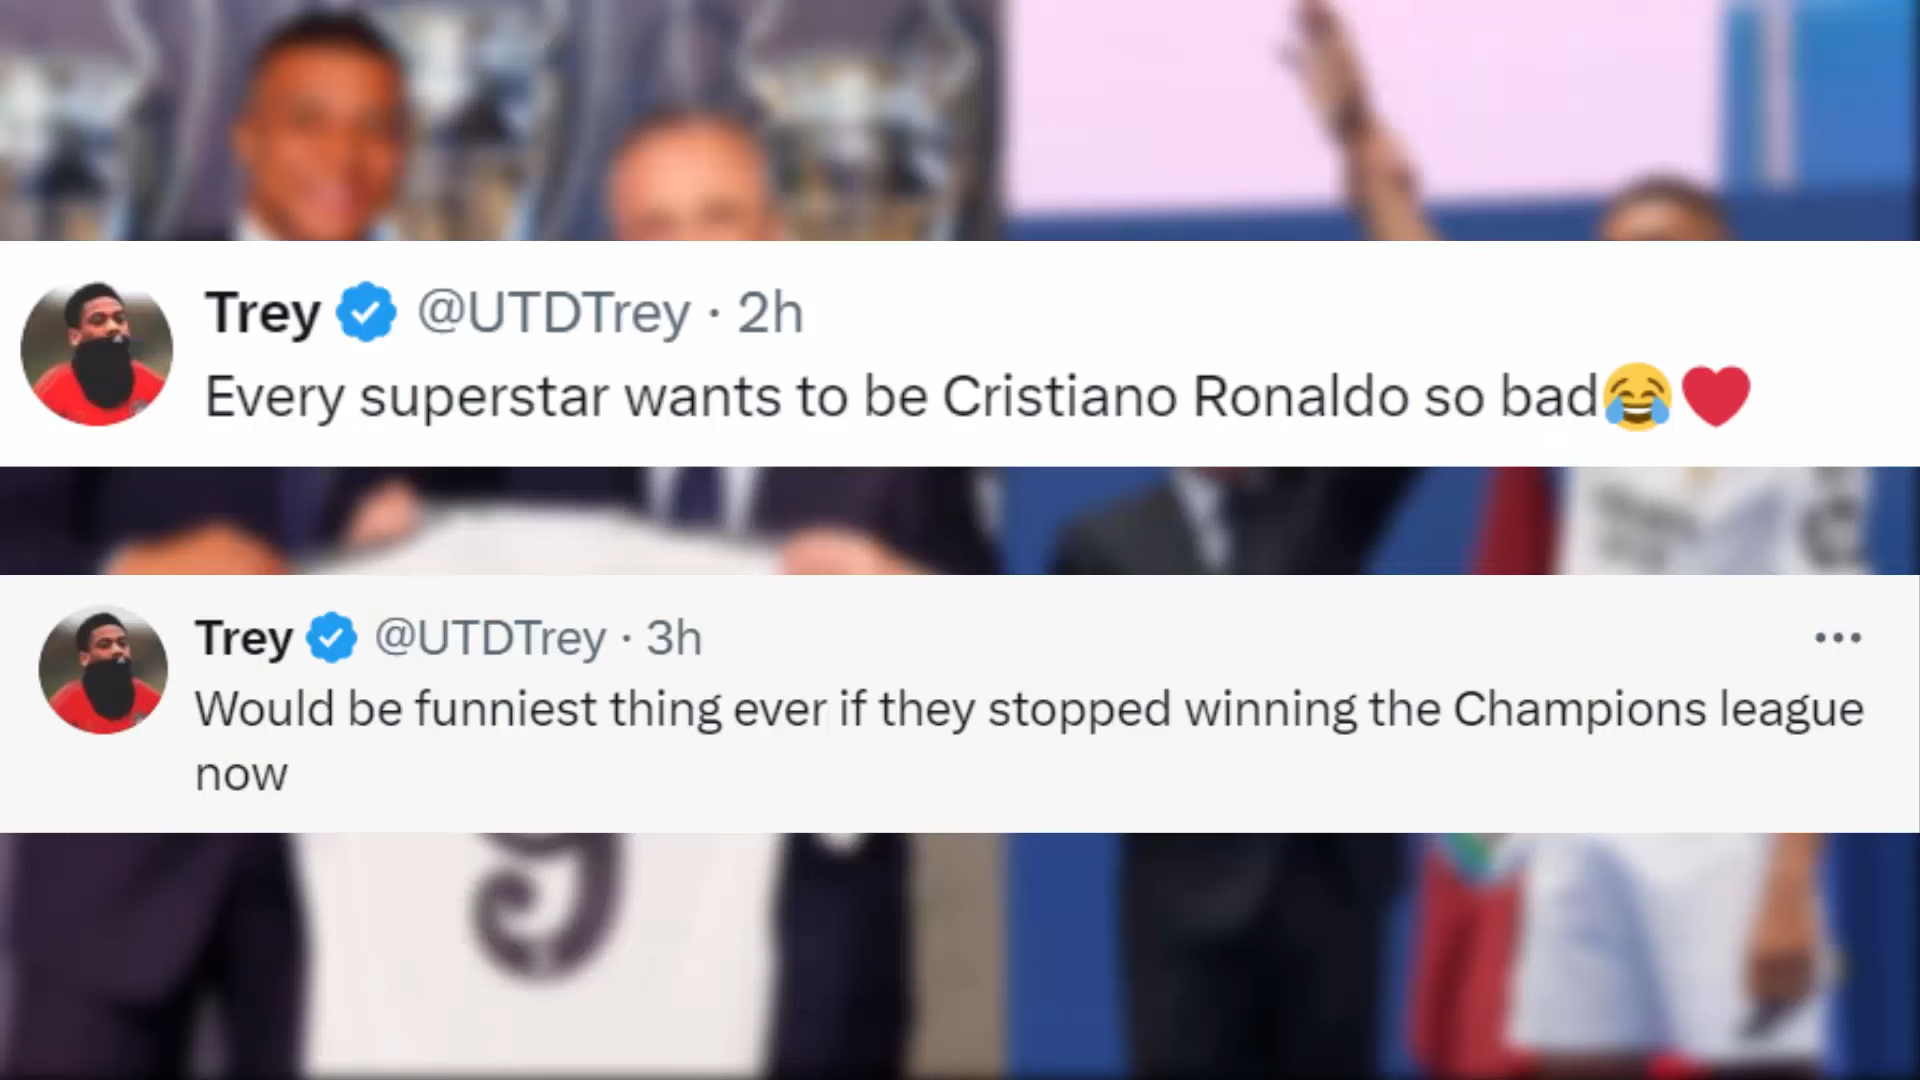 Trey @UTDTrey · 2h
Every superstar wants to be Cristiano Ronaldo so bad😂❤️
Trey @UTDTrey · 3h
Would be funniest thing ever if they stopped winning the Champions league
now
9